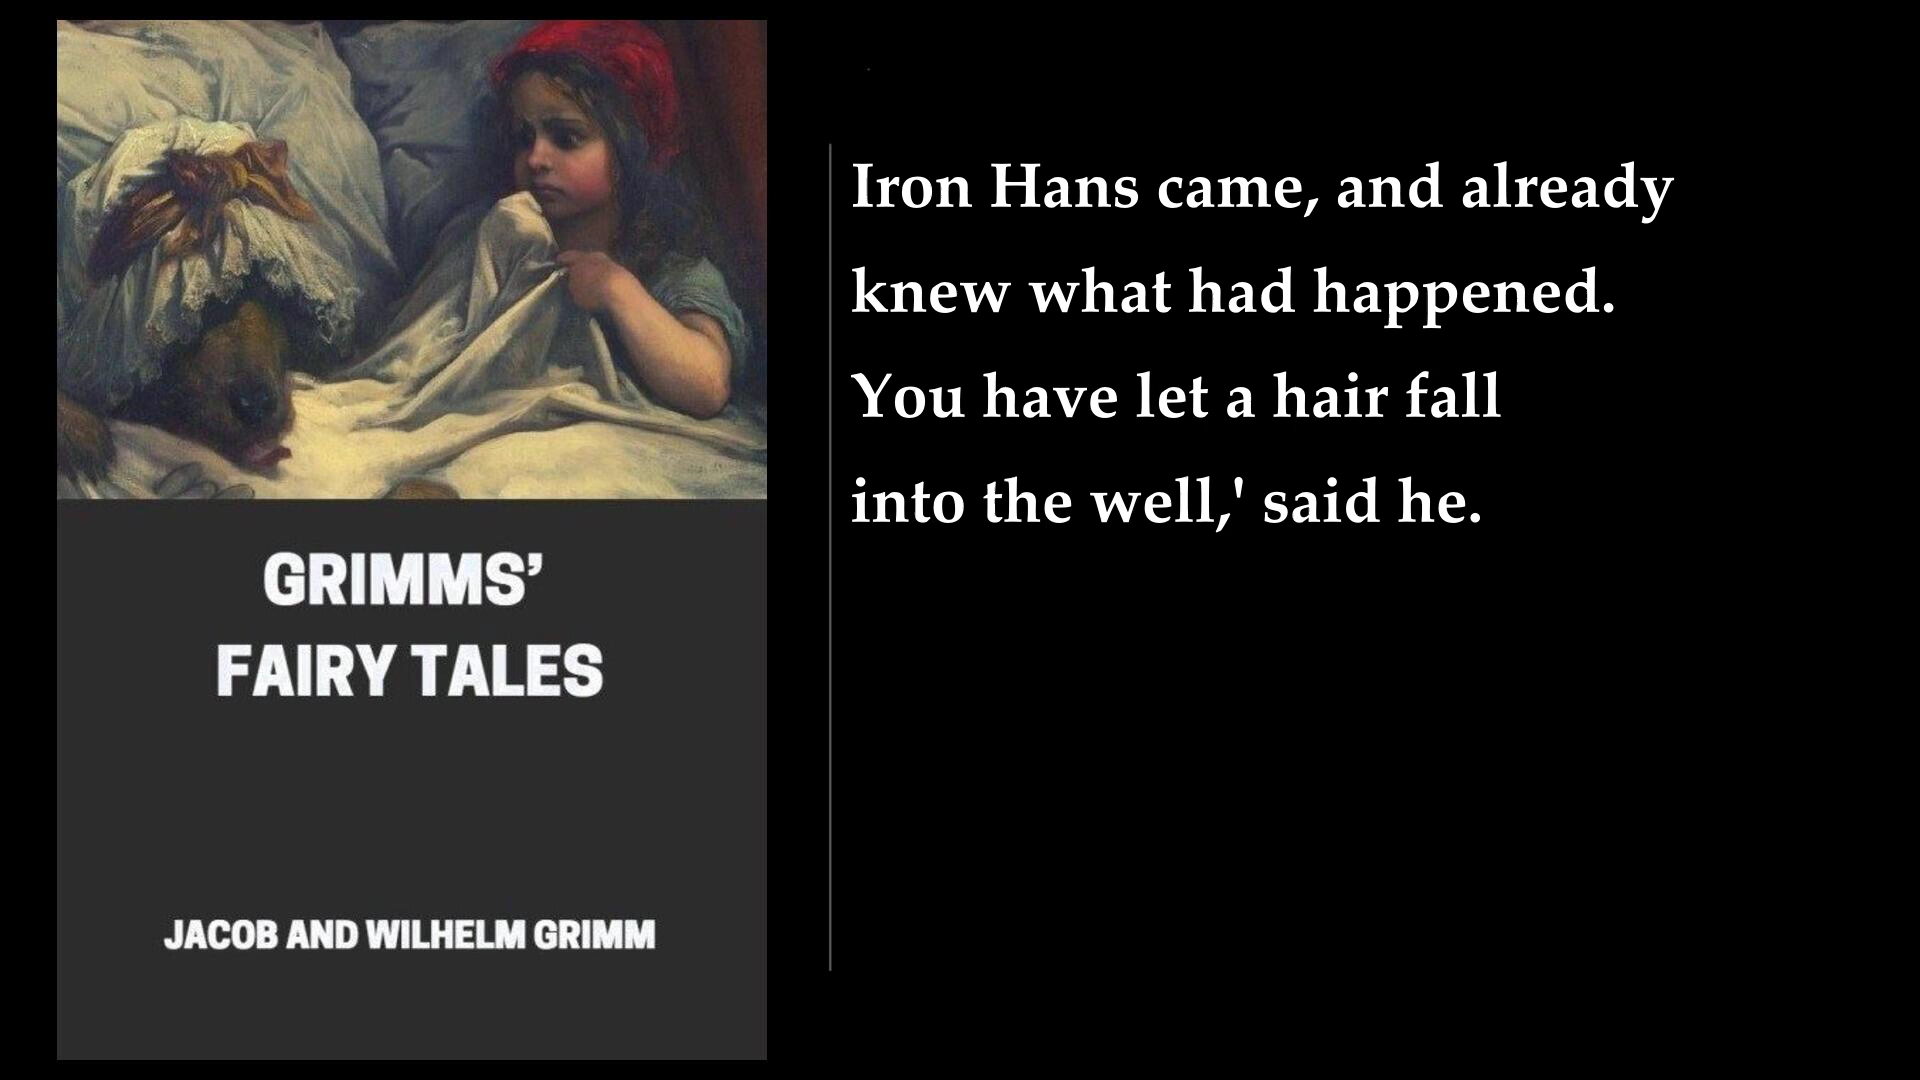 GRIMMS’
FAIRY TALES
JACOB AND WILHELM GRIMM
Iron Hans came, and already
knew what had happened.
You have let a hair fall
into the well,' said he.